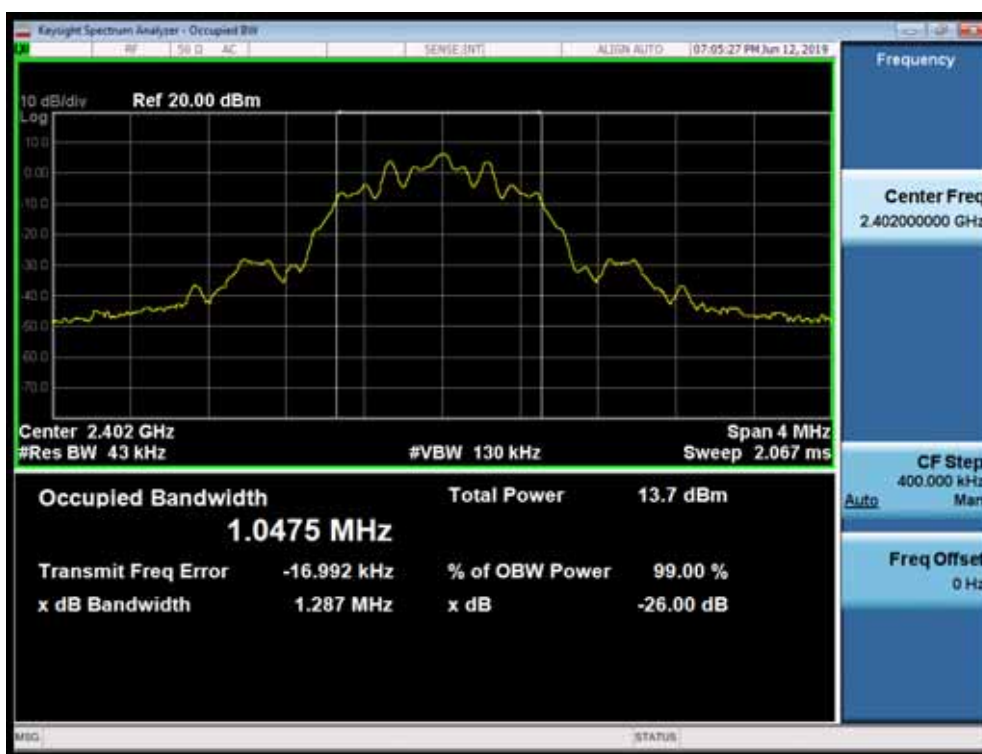 Keysight Spectrum Analyzer - Occupied BW
RF 50 Ω AC SENSE:INT ALIGN AUTO 07:05:27 PM Jun 12, 2019
Frequency
10 dB/div Ref 20.00 dBm
Log
10.0
0.00
-10.0
-20.0
-30.0
-40.0
-50.0
-60.0
-70.0
Center Freq
2.402000000 GHz
Center 2.402 GHz Span 4 MHz
#Res BW 43 kHz #VBW 130 kHz Sweep 2.067 ms
CF Step
400.000 kHz
Auto Man
Occupied Bandwidth Total Power 13.7 dBm
1.0475 MHz
Transmit Freq Error -16.992 kHz % of OBW Power 99.00 %
x dB Bandwidth 1.287 MHz x dB -26.00 dB
Freq Offset
0 Hz
MSG STATUS